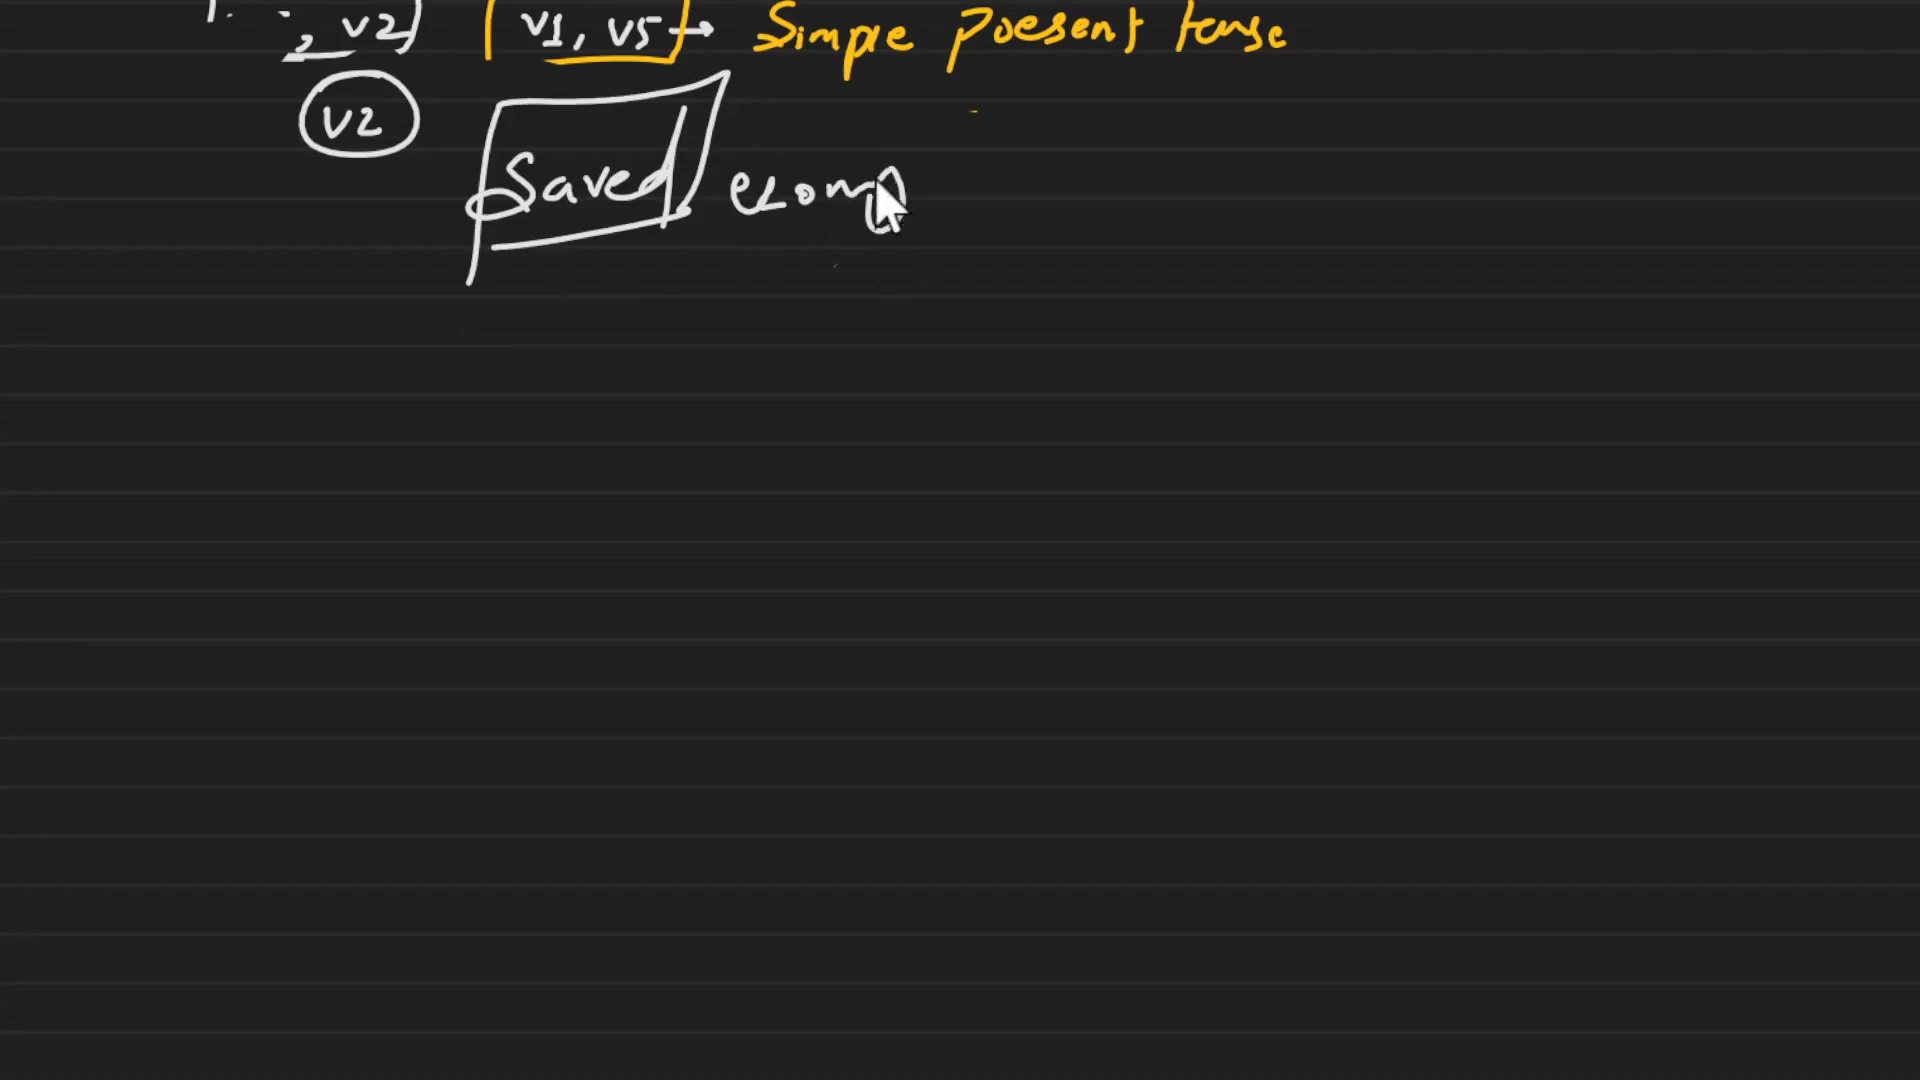 v2 v1, v5 → Simple present tense
v2
Saved